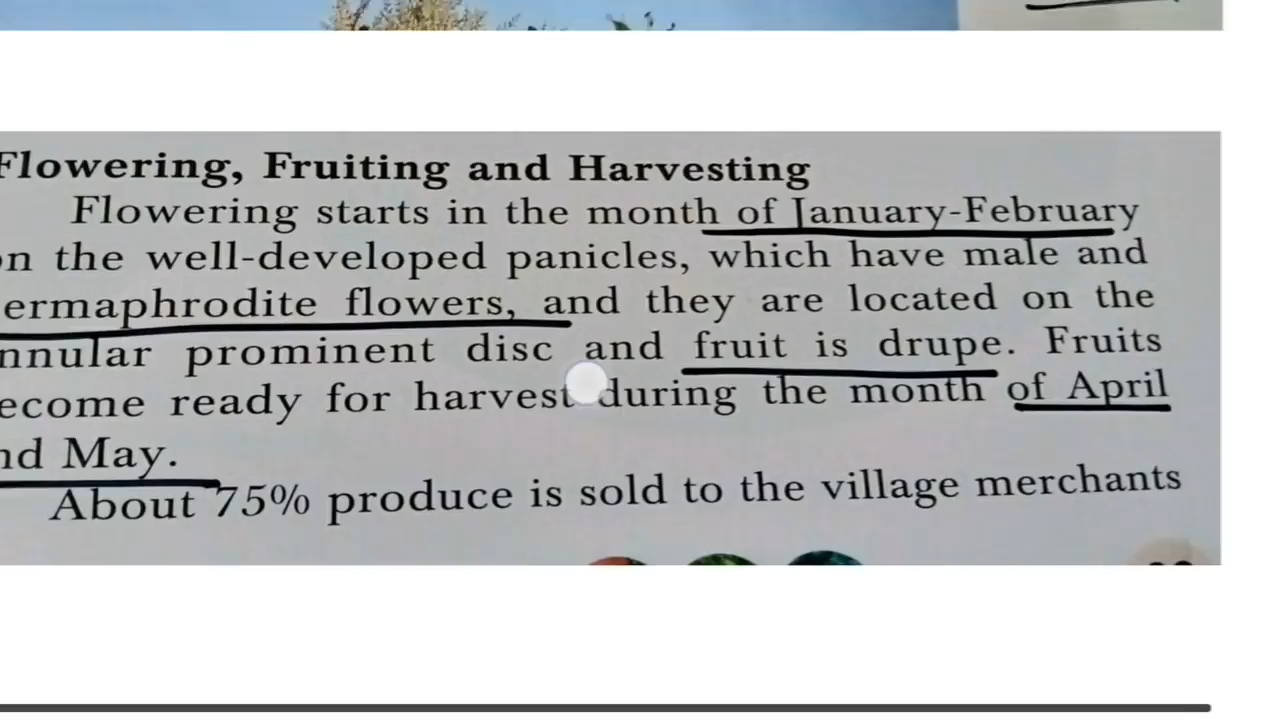 Flowering, Fruiting and Harvesting
Flowering starts in the month of January-February
on the well-developed panicles, which have male and
ermaphrodite flowers, and they are located on the
nnular prominent disc and fruit is drupe. Fruits
ecome ready for harvest during the month of April
nd May.
About 75% produce is sold to the village merchants